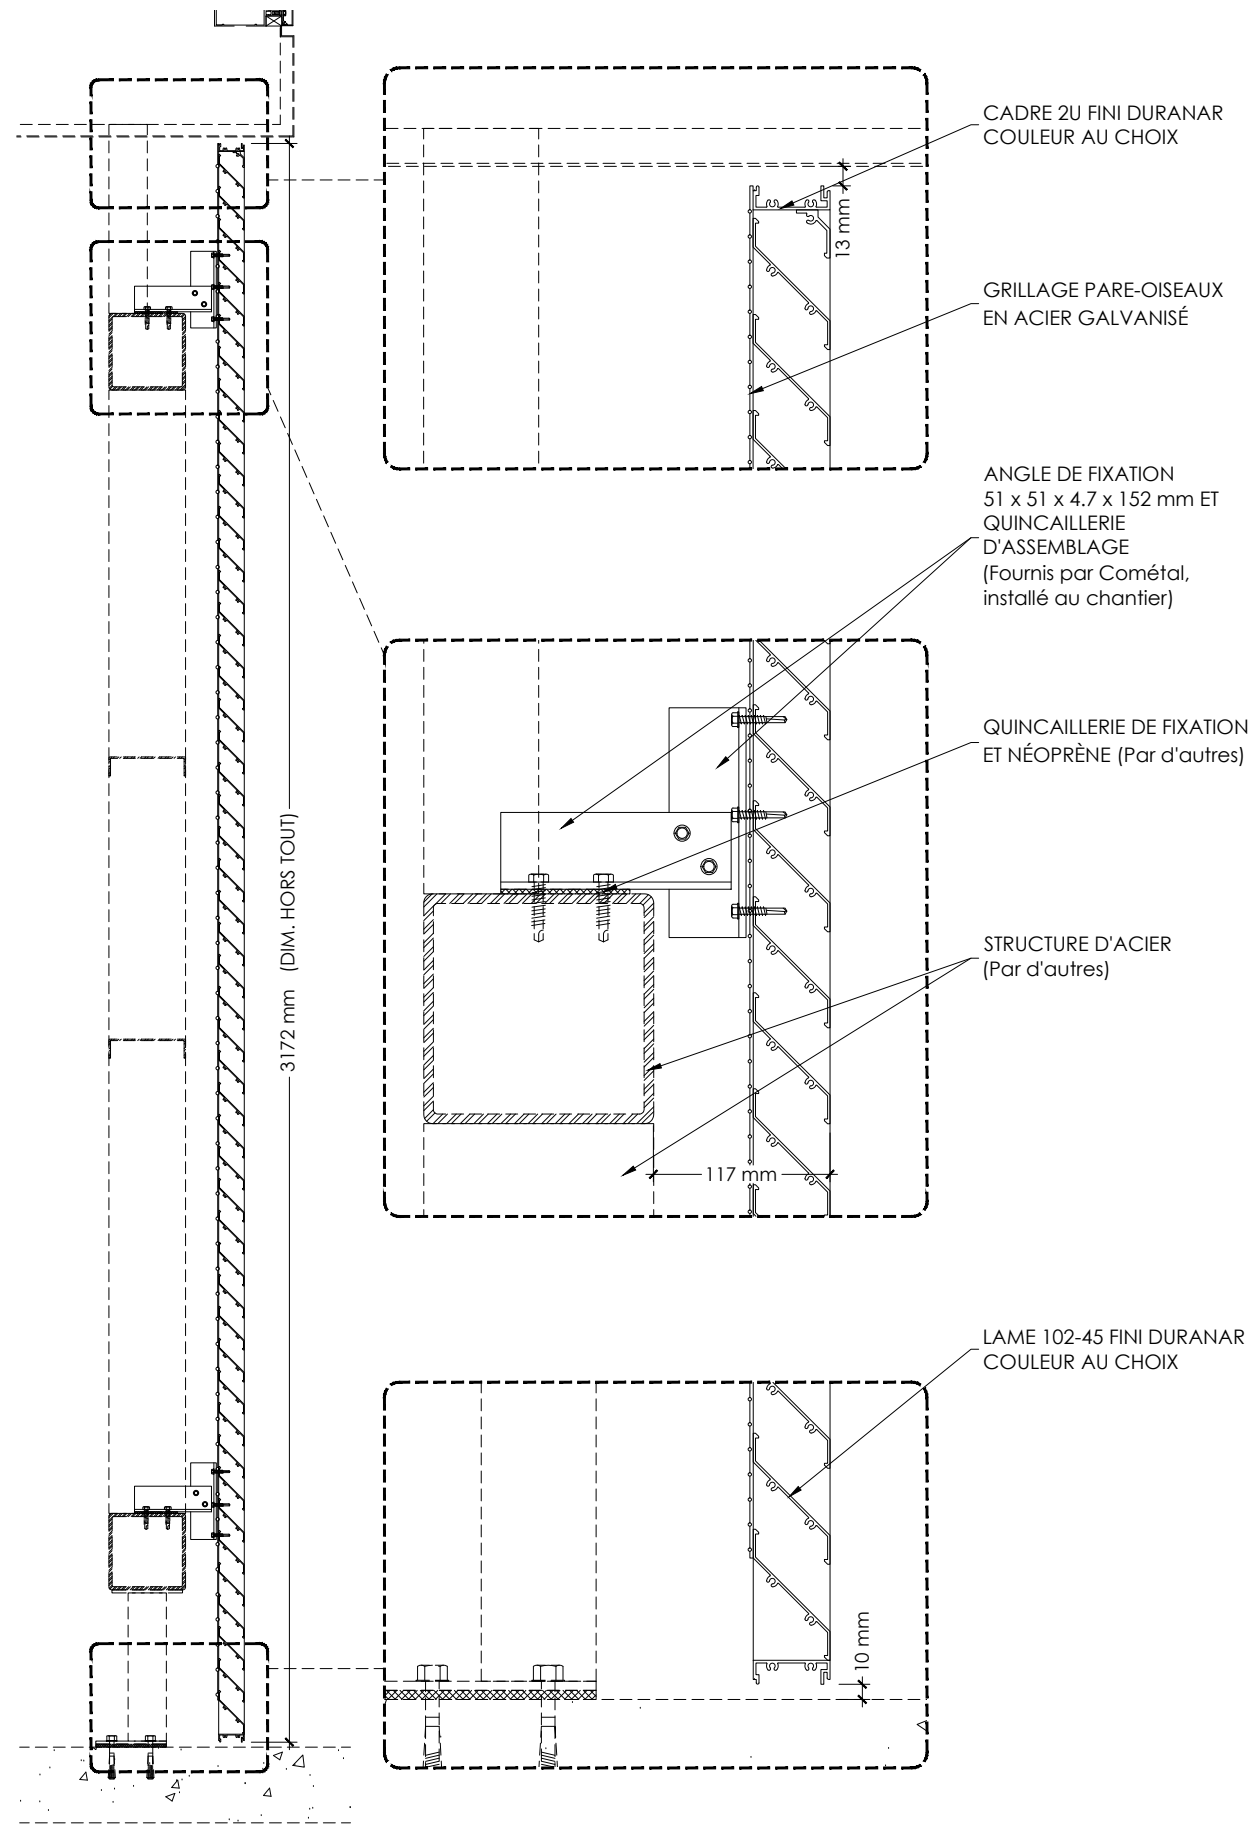 CADRE 2U FINI DURANAR
COULEUR AU CHOIX
13 mm
GRILLAGE PARE-OISEAUX
EN ACIER GALVANISÉ
ANGLE DE FIXATION
51 x 51 x 4.7 x 152 mm ET
QUINCAILLERIE
D'ASSEMBLAGE
(Fournis par Cométal,
installé au chantier)
QUINCAILLERIE DE FIXATION
ET NÉOPRÈNE (Par d'autres)
3172 mm (DIM. HORS TOUT)
STRUCTURE D'ACIER
(Par d'autres)
117 mm
LAME 102-45 FINI DURANAR
COULEUR AU CHOIX
10 mm